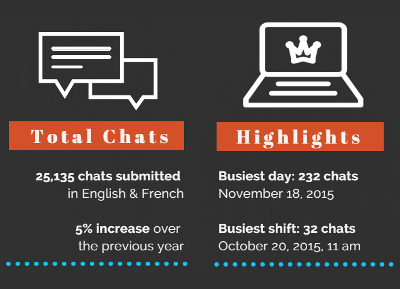 Total Chats
25,135 chats submitted
in English & French
5% increase over
the previous year
Highlights
Busiest day: 232 chats
November 18, 2015
Busiest shift: 32 chats
October 20, 2015, 11 am